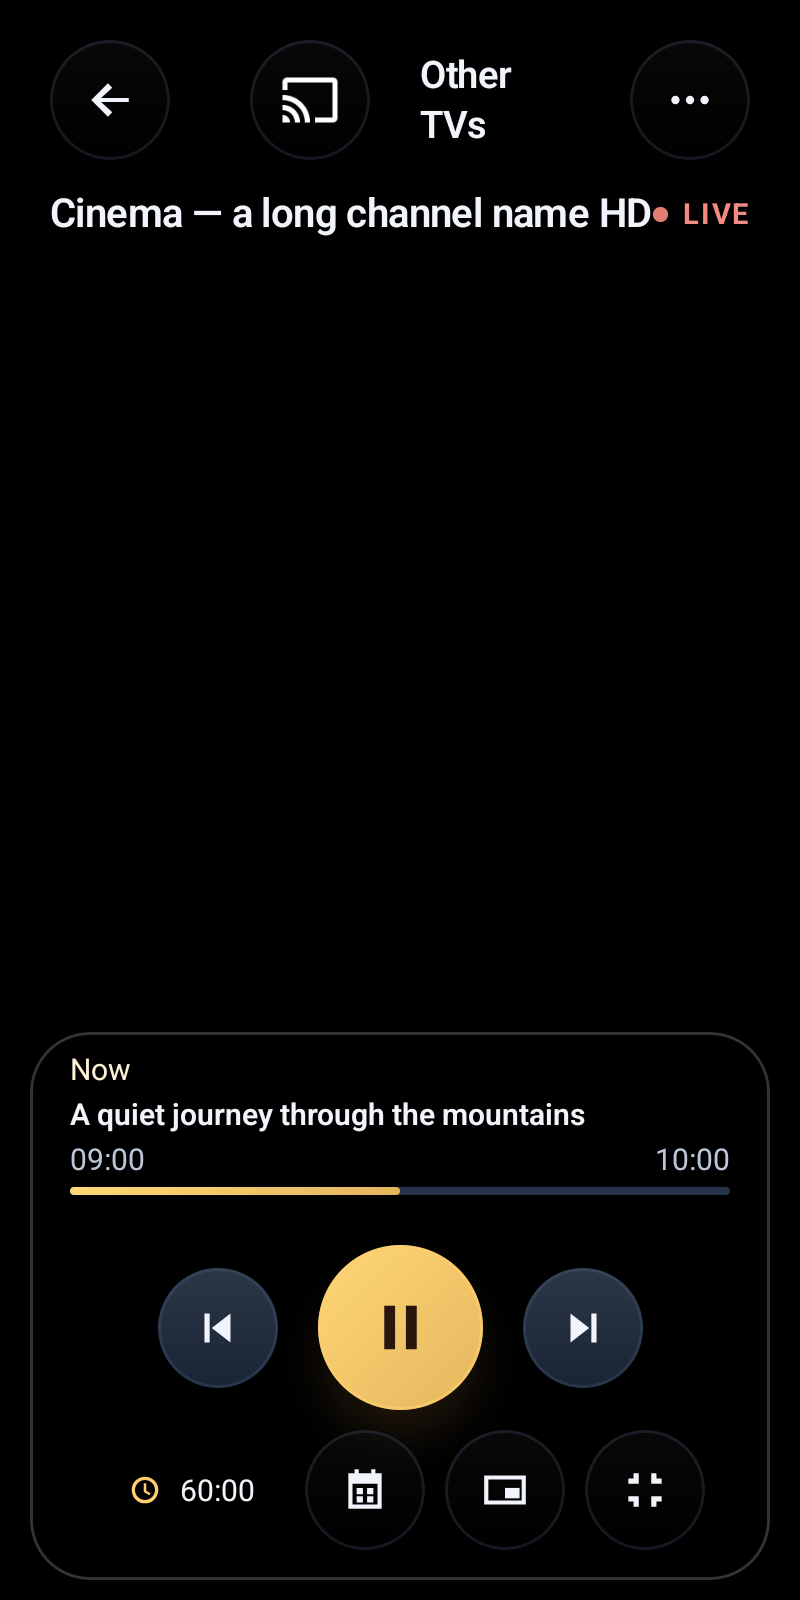 Other
TVs
Cinema — a long channel name HD
LIVE
Now
A quiet journey through the mountains
09:00 10:00
60:00